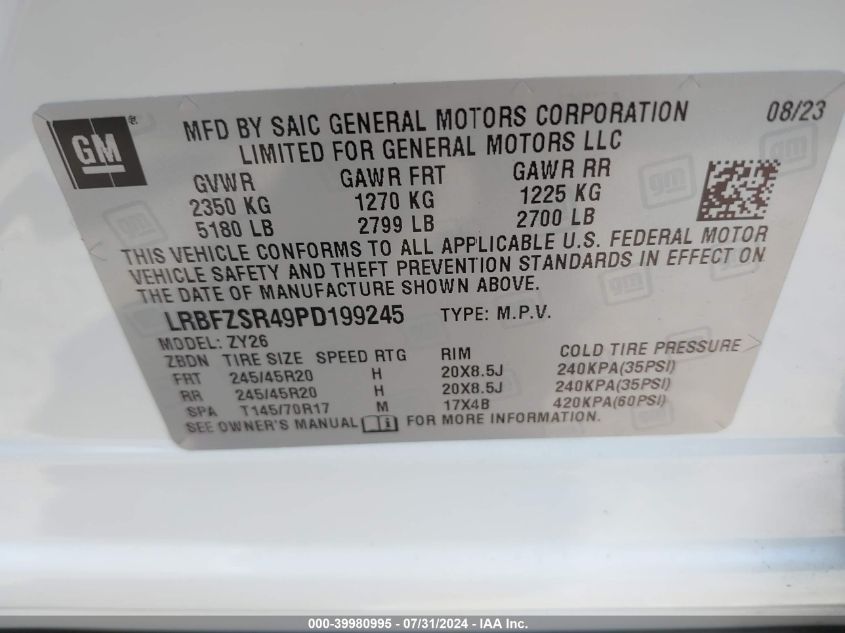 GM ® MFD BY SAIC GENERAL MOTORS CORPORATION 08/23
LIMITED FOR GENERAL MOTORS LLC
GVWR GAWR FRT GAWR RR
2350 KG 1270 KG 1225 KG
5180 LB 2799 LB 2700 LB
THIS VEHICLE CONFORMS TO ALL APPLICABLE U.S. FEDERAL MOTOR
VEHICLE SAFETY AND THEFT PREVENTION STANDARDS IN EFFECT ON
THE DATE OF MANUFACTURE SHOWN ABOVE.
LRBFZSR49PD199245 TYPE: M.P.V.
MODEL: ZY26
ZBDN TIRE SIZE SPEED RTG RIM COLD TIRE PRESSURE
FRT 245/45R20 H 20X8.5J 240KPA(35PSI)
RR 245/45R20 H 20X8.5J 240KPA(35PSI)
SPA T145/70R17 M 17X4B 420KPA(60PSI)
SEE OWNER'S MANUAL FOR MORE INFORMATION.
000-39980995 - 07/31/2024 - IAA Inc.